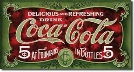 DELICIOUS AND REFRESHING
DRINK
Coca-Cola
5¢ AT FOUNTAINS IN BOTTLES 5¢